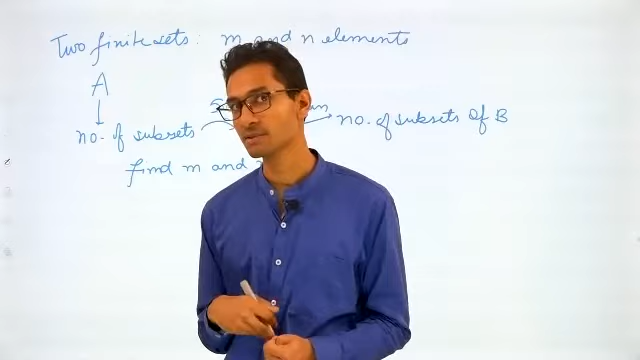 Two finite sets: m and n elements
A
no. of subsets no. of subsets of B
find m and